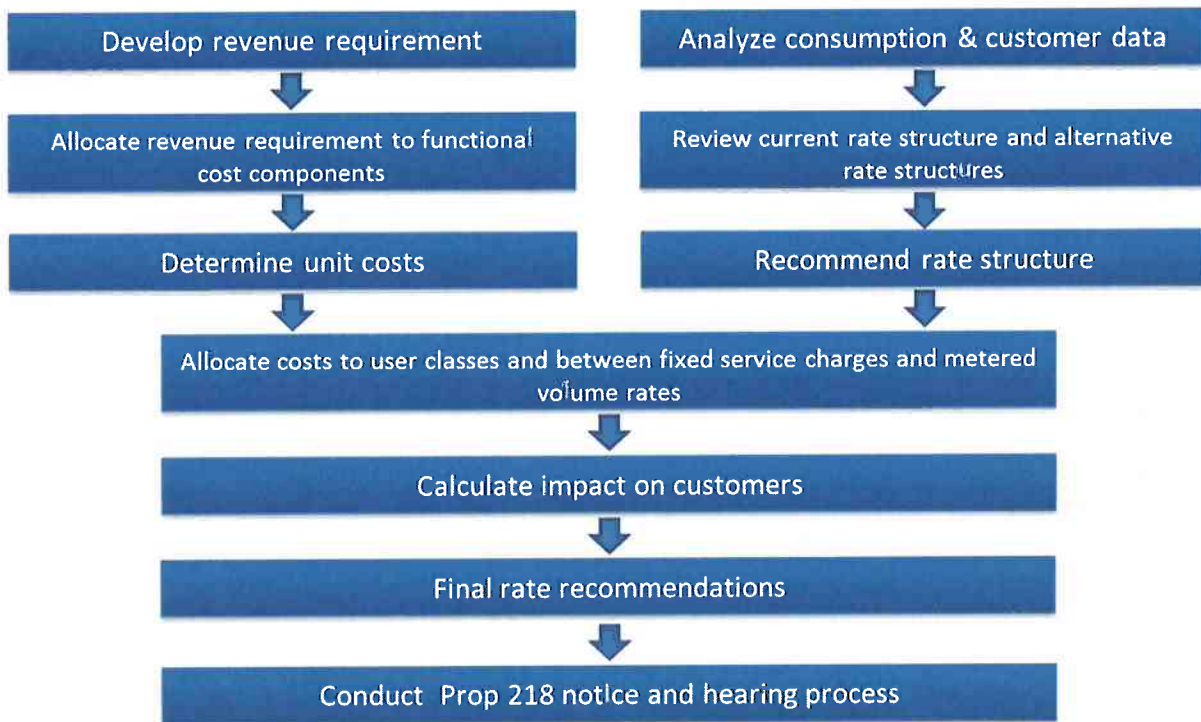 Develop revenue requirement
Analyze consumption & customer data
Allocate revenue requirement to functional
cost components
Review current rate structure and alternative
rate structures
Determine unit costs
Recommend rate structure
Allocate costs to user classes and between fixed service charges and metered
volume rates
Calculate impact on customers
Final rate recommendations
Conduct Prop 218 notice and hearing process